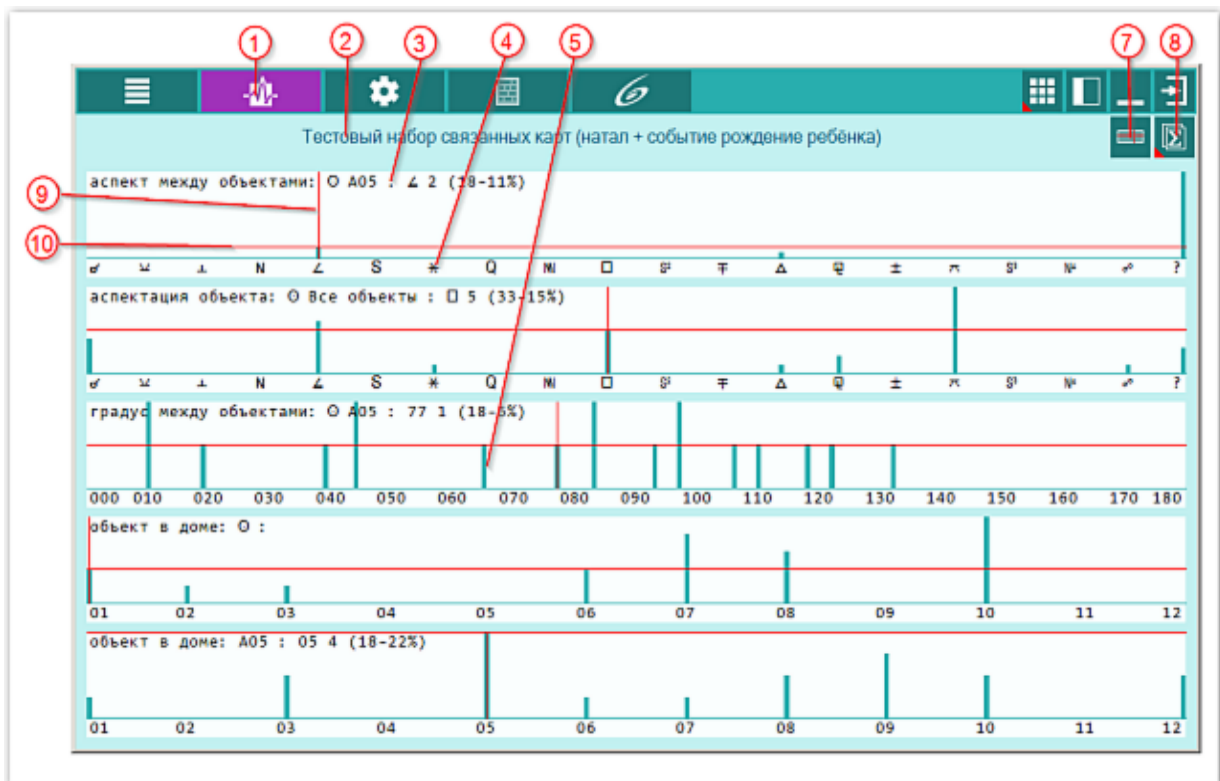 1 2 3 4 5 7 8
Тестовый набор связанных карт (натал + событие рождение ребёнка)
аспект между объектами: ☉ A05 : ∠ 2 (18-11%)
9
10
☌ ⚺ ⊥ N ∠ S ⚹ Q □ ∓ △ ± ⚻ ☍ ?
аспектация объекта: ☉ Все объекты : □ 5 (33-15%)
☌ ⚺ ⊥ N ∠ S ⚹ Q □ ∓ △ ± ⚻ ☍ ?
градус между объектами: ☉ A05 : 77 1 (18-5%)
000 010 020 030 040 050 060 070 080 090 100 110 120 130 140 150 160 170 180
объект в доме: ☉ :
01 02 03 04 05 06 07 08 09 10 11 12
объект в доме: A05 : 05 4 (18-22%)
01 02 03 04 05 06 07 08 09 10 11 12